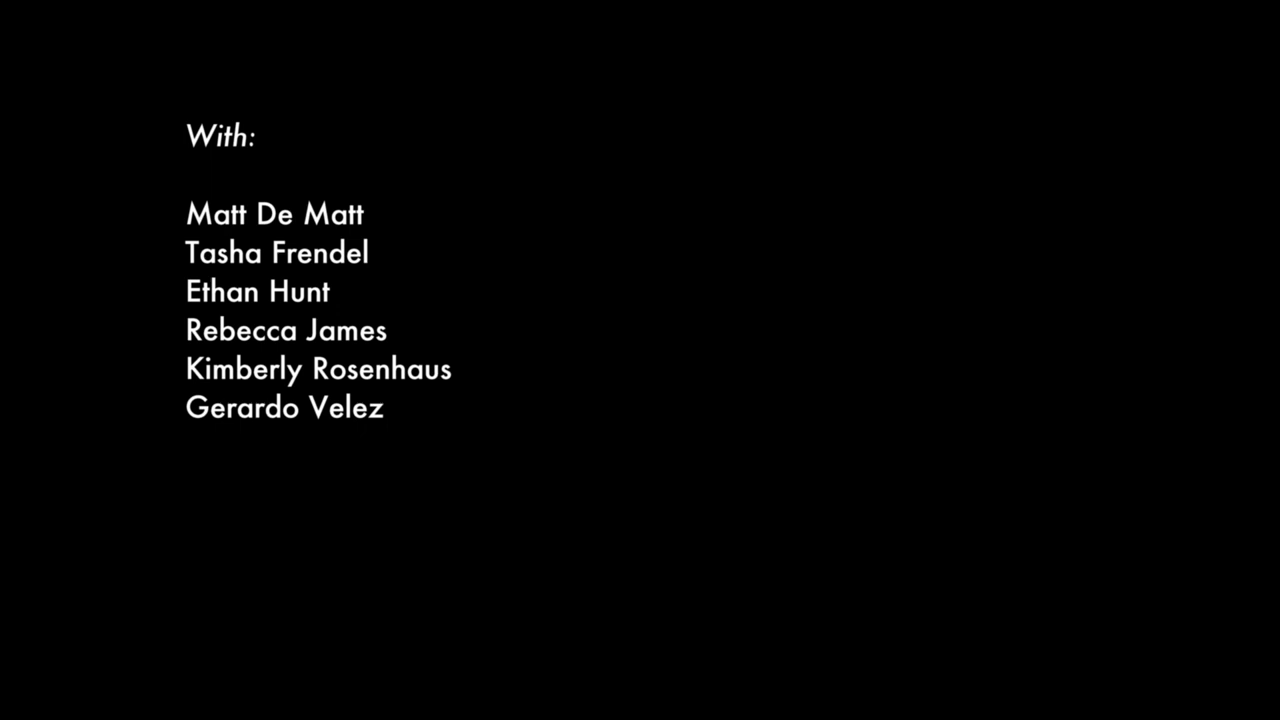 With:
Matt De Matt
Tasha Frendel
Ethan Hunt
Rebecca James
Kimberly Rosenhaus
Gerardo Velez